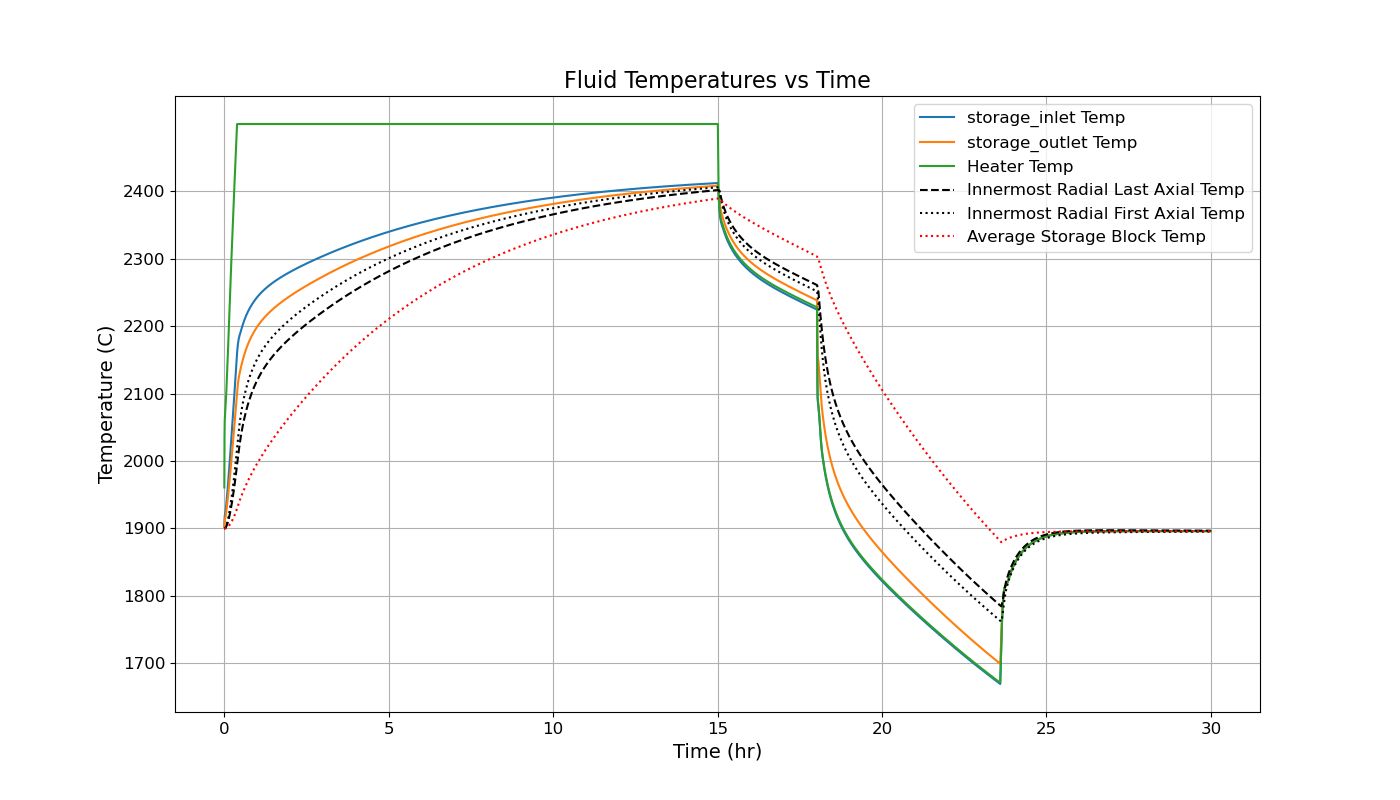 Fluid Temperatures vs Time
storage_inlet Temp
storage_outlet Temp
Heater Temp
Innermost Radial Last Axial Temp
Innermost Radial First Axial Temp
Average Storage Block Temp
Temperature (C)
2400
2300
2200
2100
2000
1900
1800
1700
0 5 10 15 20 25 30
Time (hr)